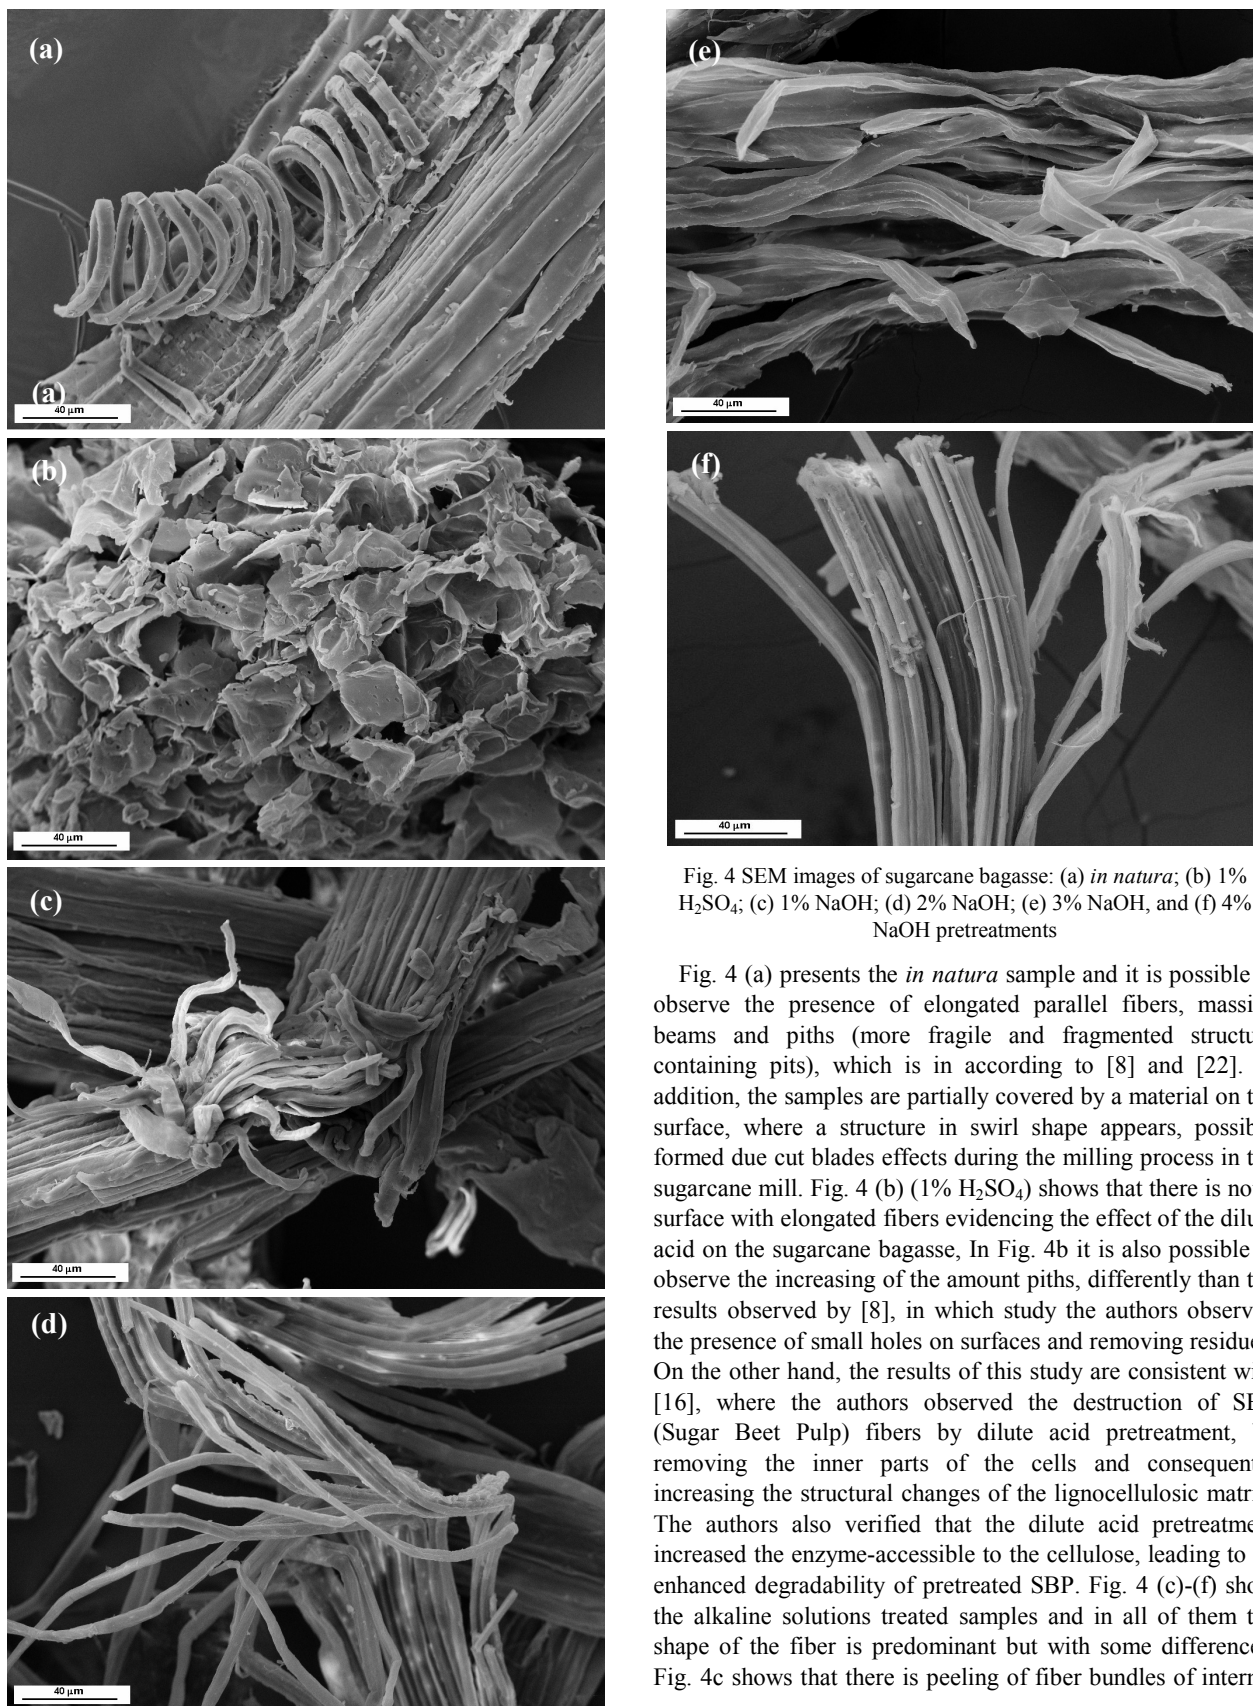 (a)
(a)
40 µm
(b)
40 µm
(c)
40 µm
(d)
40 µm
(e)
40 µm
(f)
40 µm
Fig. 4 SEM images of sugarcane bagasse: (a) in natura; (b) 1%
H₂SO₄; (c) 1% NaOH; (d) 2% NaOH; (e) 3% NaOH, and (f) 4%
NaOH pretreatments
Fig. 4 (a) presents the in natura sample and it is possible
observe the presence of elongated parallel fibers, massi
beams and piths (more fragile and fragmented structu
containing pits), which is in according to [8] and [22].
addition, the samples are partially covered by a material on t
surface, where a structure in swirl shape appears, possib
formed due cut blades effects during the milling process in t
sugarcane mill. Fig. 4 (b) (1% H₂SO₄) shows that there is no
surface with elongated fibers evidencing the effect of the dilu
acid on the sugarcane bagasse, In Fig. 4b it is also possible
observe the increasing of the amount piths, differently than t
results observed by [8], in which study the authors observ
the presence of small holes on surfaces and removing residu
On the other hand, the results of this study are consistent wi
[16], where the authors observed the destruction of SB
(Sugar Beet Pulp) fibers by dilute acid pretreatment,
removing the inner parts of the cells and consequent
increasing the structural changes of the lignocellulosic matri
The authors also verified that the dilute acid pretreatme
increased the enzyme-accessible to the cellulose, leading to
enhanced degradability of pretreated SBP. Fig. 4 (c)-(f) sho
the alkaline solutions treated samples and in all of them t
shape of the fiber is predominant but with some difference
Fig. 4c shows that there is peeling of fiber bundles of intern